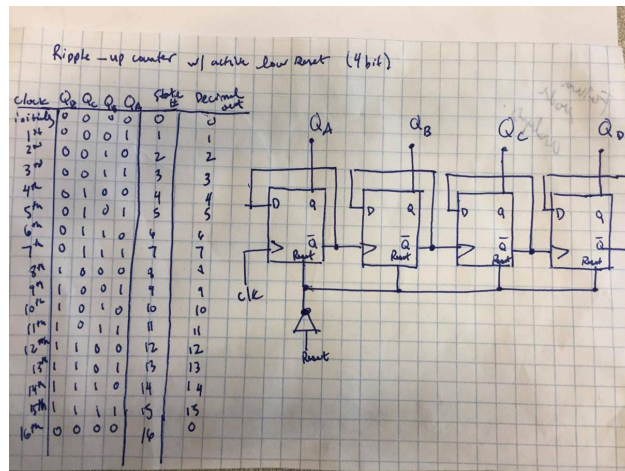 Ripple-up counter w/ active low Reset (4 bit)
clock QD QC QB QA State # Decimal out
initially 0 0 0 0 0 0
1st 0 0 0 1 1 1
2nd 0 0 1 0 2 2
3rd 0 0 1 1 3 3
4th 0 1 0 0 4 4
5th 0 1 0 1 5 5
6th 0 1 1 0 6 6
7th 0 1 1 1 7 7
8th 1 0 0 0 8 8
9th 1 0 0 1 9 9
10th 1 0 1 0 10 10
11th 1 0 1 1 11 11
12th 1 1 0 0 12 12
13th 1 1 0 1 13 13
14th 1 1 1 0 14 14
15th 1 1 1 1 15 15
16th 0 0 0 0 16 0
QA QB QC QD
D Q D Q D Q D Q
Q̅ Q̅ Q̅ Q̅
Reset Reset Reset Reset
clk
Reset